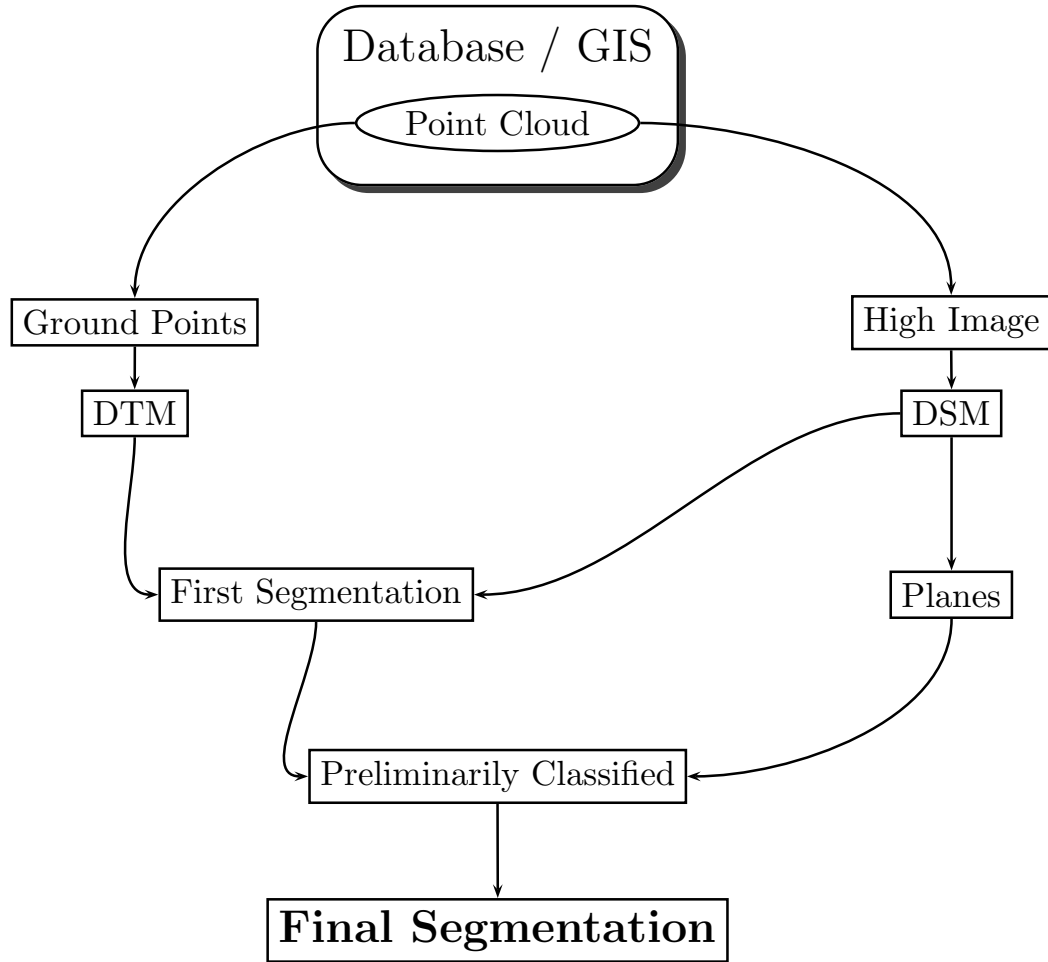 Database / GIS
Point Cloud
Ground Points
High Image
DTM
DSM
First Segmentation
Planes
Preliminarily Classified
Final Segmentation